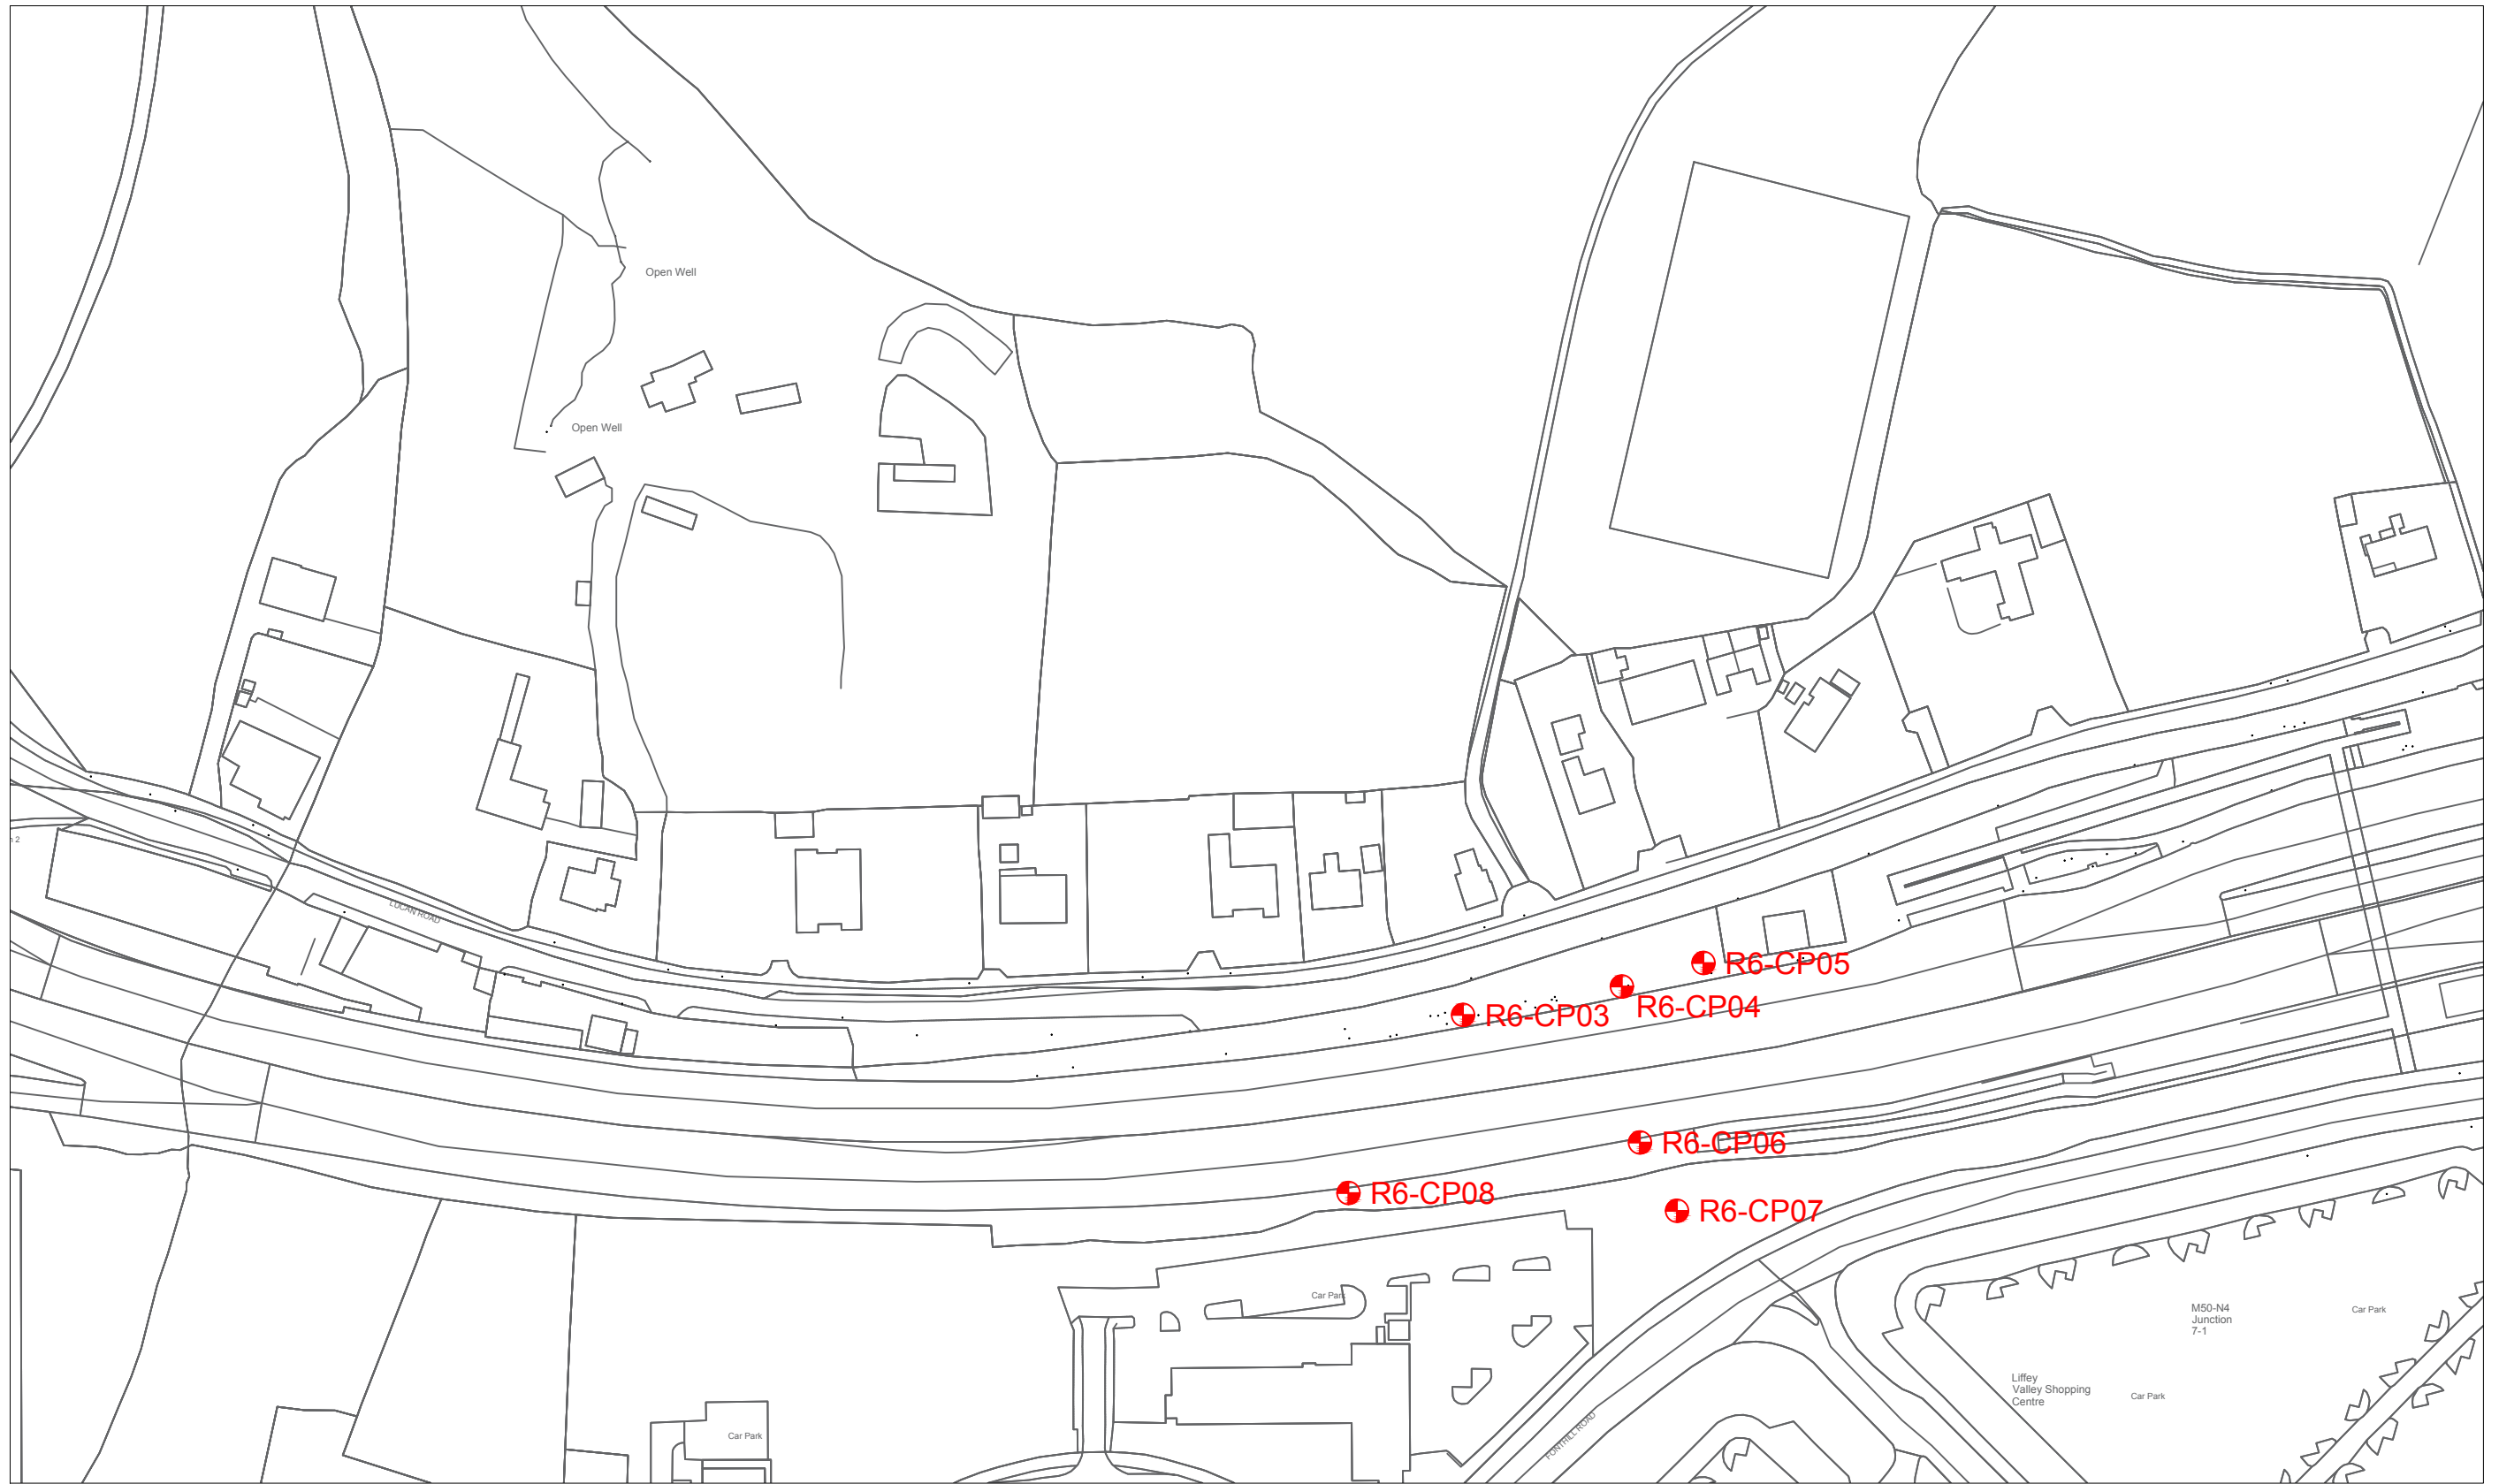 Open Well
Open Well
n 2
LUCAN ROAD
R6-CP05
R6-CP04
R6-CP03
R6-CP06
R6-CP08
R6-CP07
Car Park
M50-N4
Junction
7-1
Car Park
Liffey
Valley Shopping
Centre
Car Park
Car Park
FONTHILL ROAD